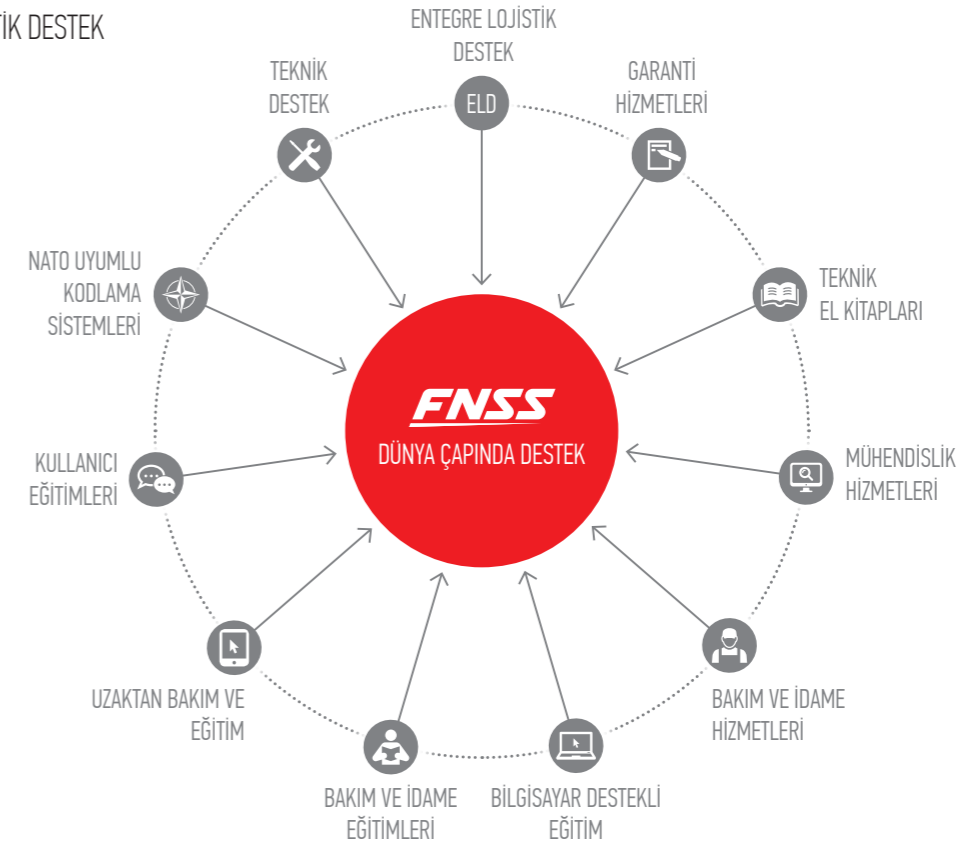 TİK DESTEK
ENTEGRE LOJİSTİK
DESTEK
ELD
GARANTİ
HİZMETLERİ
TEKNİK
EL KİTAPLARI
MÜHENDİSLİK
HİZMETLERİ
BAKIM VE İDAME
HİZMETLERİ
BİLGİSAYAR DESTEKLİ
EĞİTİM
BAKIM VE İDAME
EĞİTİMLERİ
UZAKTAN BAKIM VE
EĞİTİM
KULLANICI
EĞİTİMLERİ
NATO UYUMLU
KODLAMA
SİSTEMLERİ
TEKNİK
DESTEK
FNSS
DÜNYA ÇAPINDA DESTEK